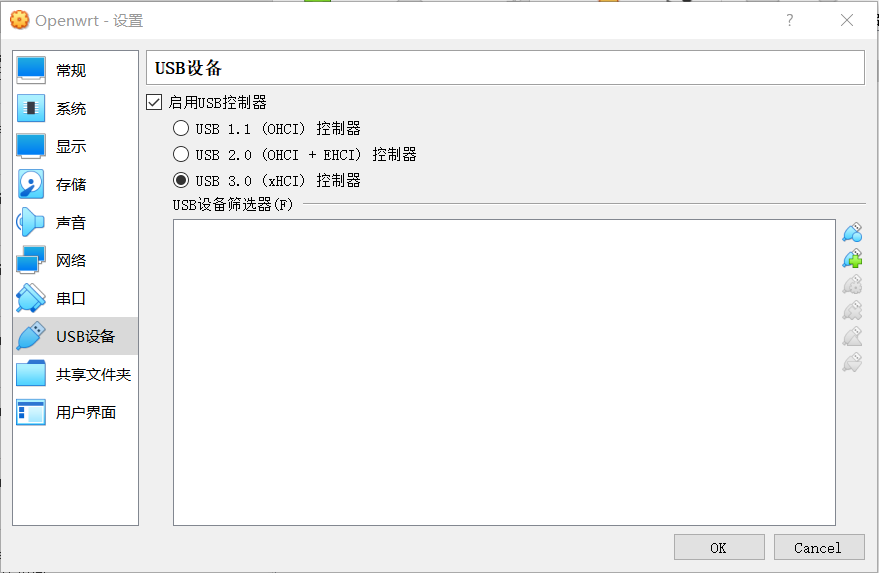 Openwrt - 设置
?
常规
系统
显示
存储
声音
网络
串口
USB设备
共享文件夹
用户界面
USB设备
启用USB控制器
USB 1.1 (OHCI) 控制器
USB 2.0 (OHCI + EHCI) 控制器
USB 3.0 (xHCI) 控制器
USB设备筛选器(F)
OK
Cancel